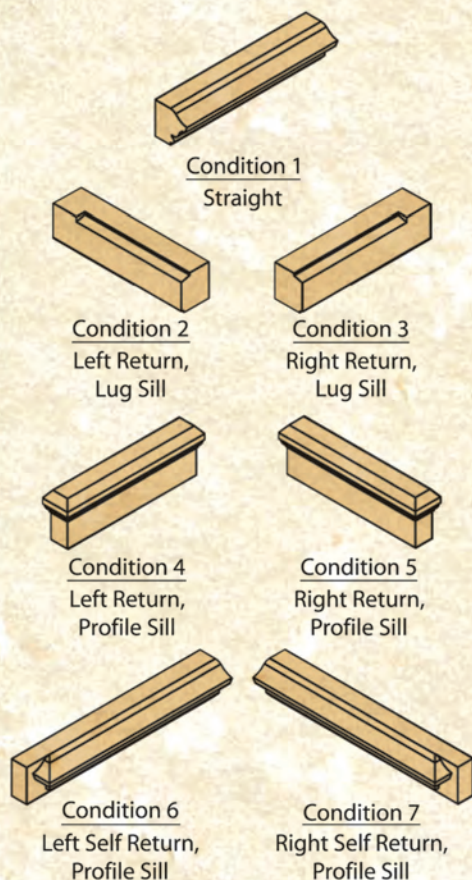 Condition 1
Straight
Condition 2
Left Return,
Lug Sill
Condition 3
Right Return,
Lug Sill
Condition 4
Left Return,
Profile Sill
Condition 5
Right Return,
Profile Sill
Condition 6
Left Self Return,
Profile Sill
Condition 7
Right Self Return,
Profile Sill